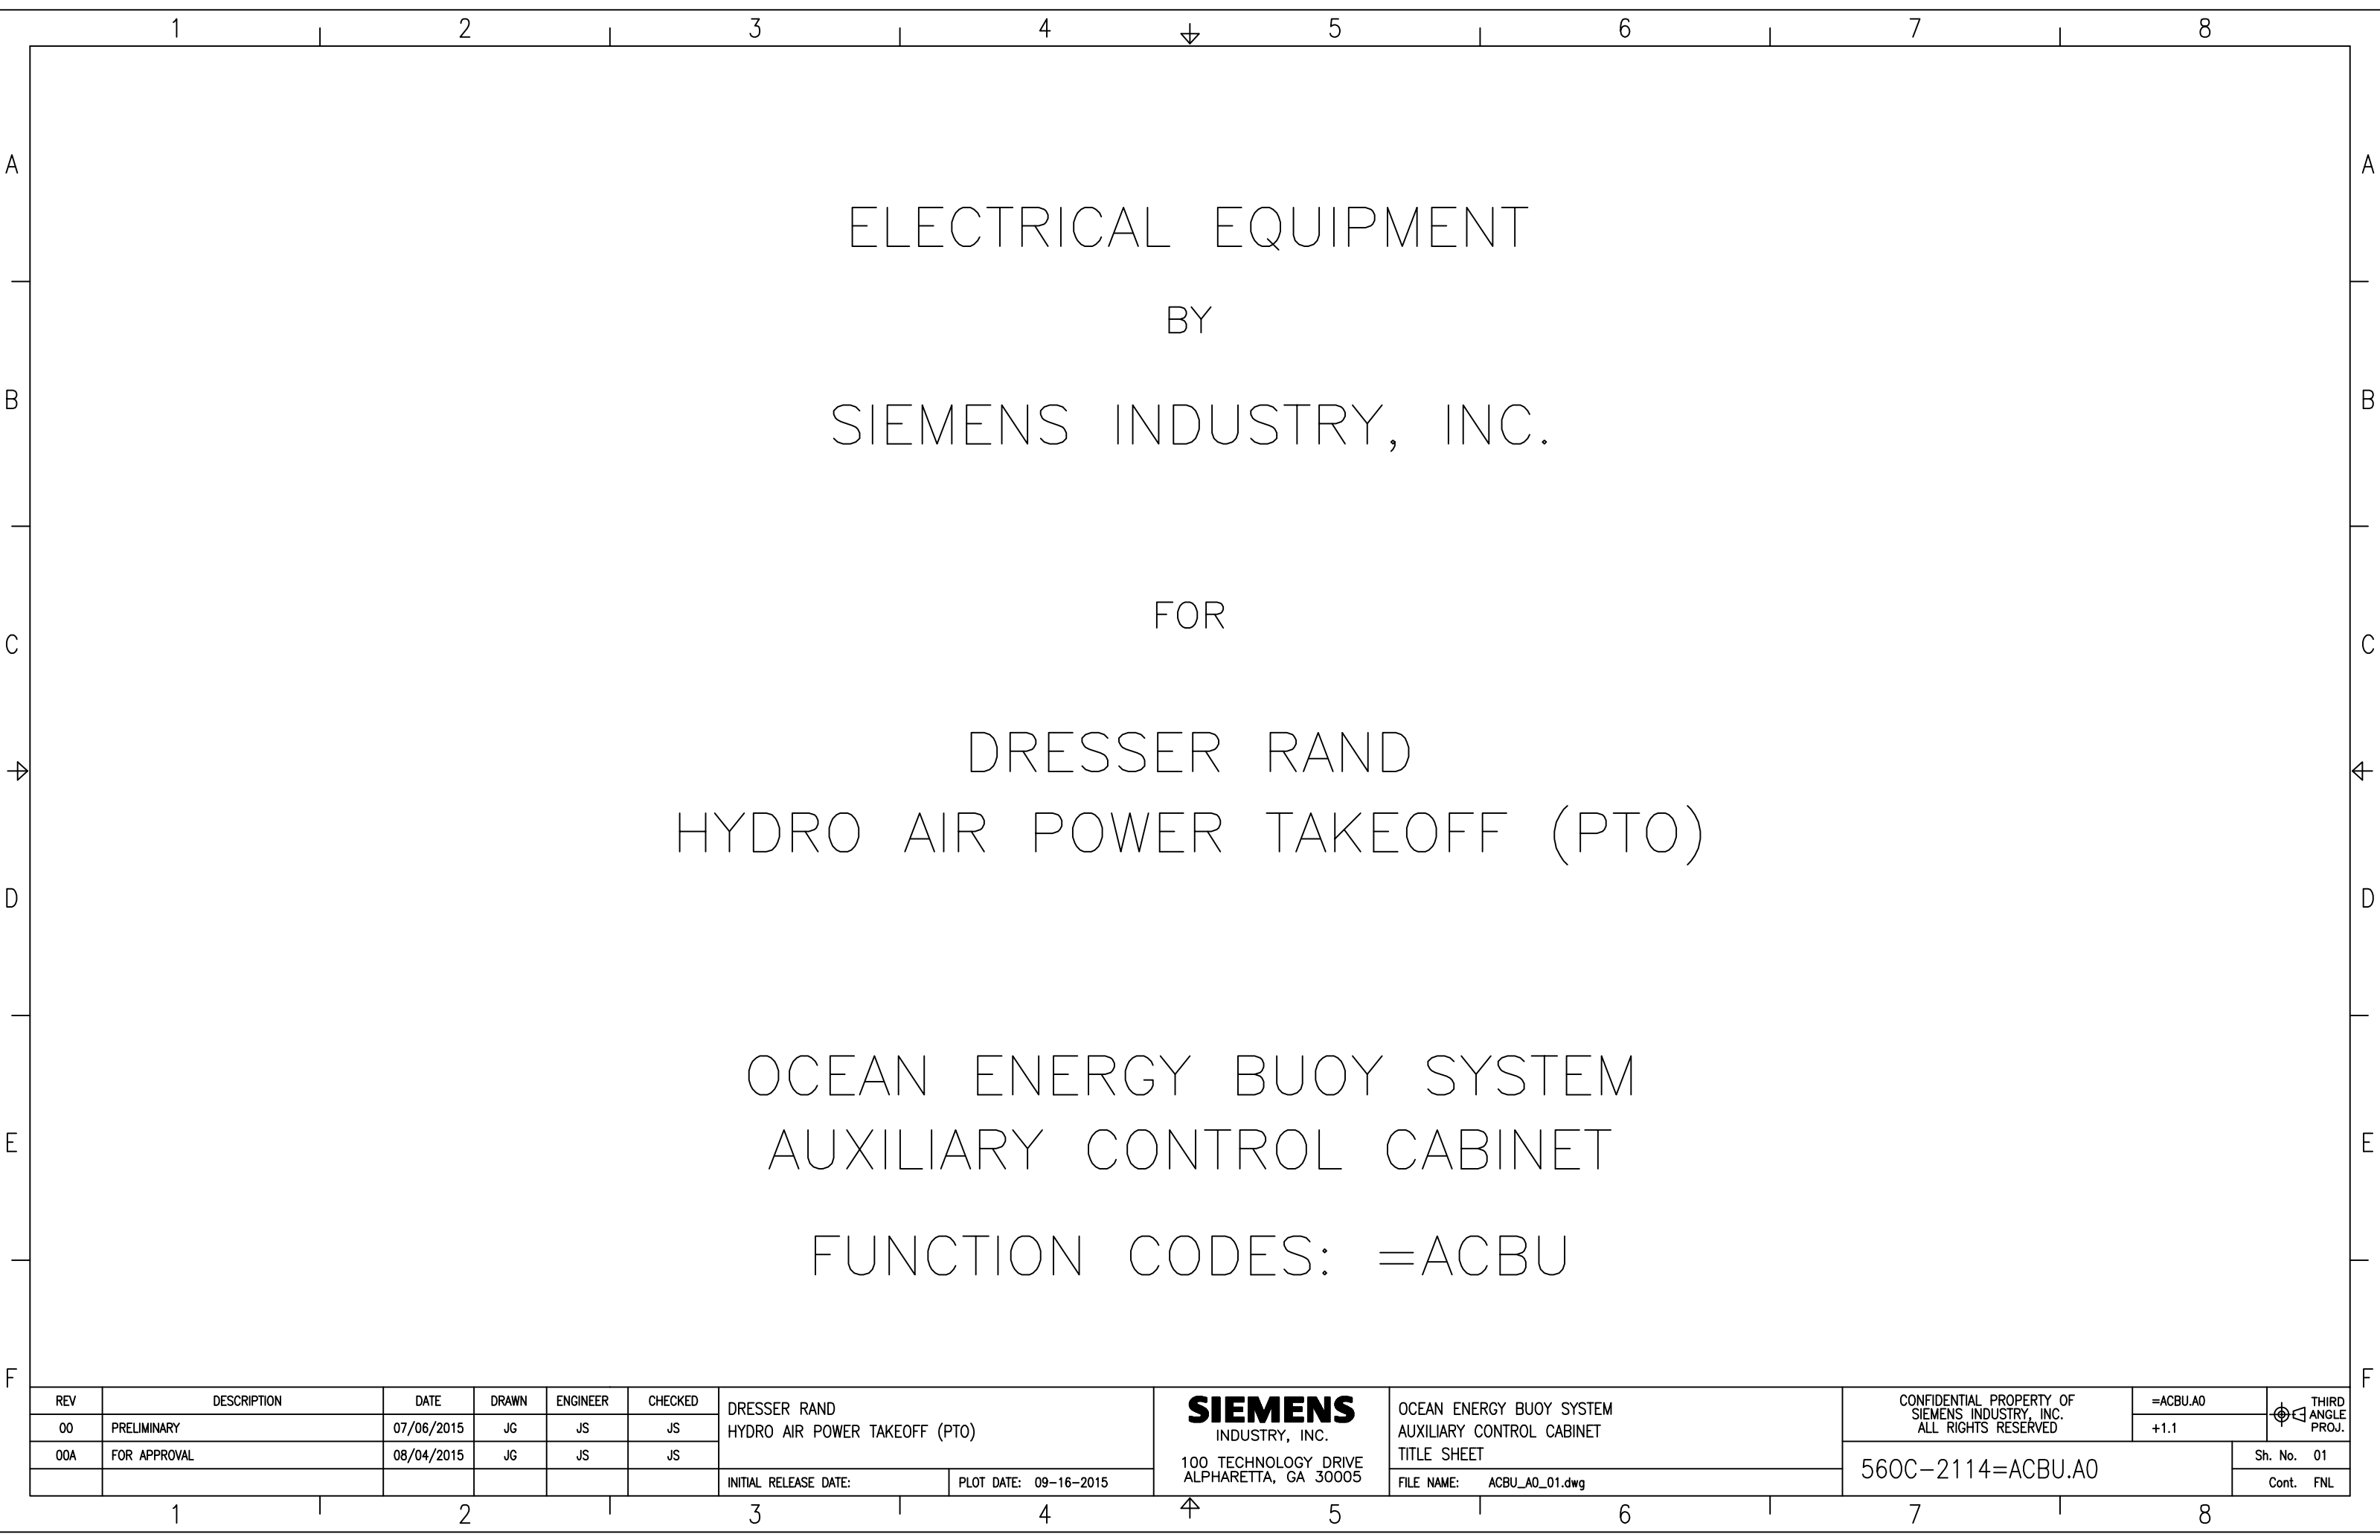 1 2 3 4 5 6 7 8
A A
ELECTRICAL EQUIPMENT
BY
B B
SIEMENS INDUSTRY, INC.
FOR
C C
DRESSER RAND
HYDRO AIR POWER TAKEOFF (PTO)
D D
OCEAN ENERGY BUOY SYSTEM
E E
AUXILIARY CONTROL CABINET
FUNCTION CODES: =ACBU
F F
REV DESCRIPTION DATE DRAWN ENGINEER CHECKED
00 PRELIMINARY 07/06/2015 JG JS JS
00A FOR APPROVAL 08/04/2015 JG JS JS
DRESSER RAND
HYDRO AIR POWER TAKEOFF (PTO)
INITIAL RELEASE DATE: PLOT DATE: 09-16-2015
SIEMENS
INDUSTRY, INC.
100 TECHNOLOGY DRIVE
ALPHARETTA, GA 30005
OCEAN ENERGY BUOY SYSTEM
AUXILIARY CONTROL CABINET
TITLE SHEET
FILE NAME: ACBU_A0_01.dwg
CONFIDENTIAL PROPERTY OF
SIEMENS INDUSTRY, INC.
ALL RIGHTS RESERVED
=ACBU.A0
+1.1
THIRD
ANGLE
PROJ.
560C-2114=ACBU.A0
Sh. No. 01
Cont. FNL
1 2 3 4 5 6 7 8